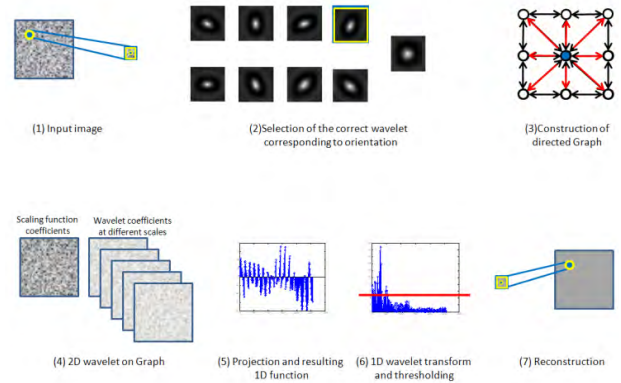 (1) Input image
(2)Selection of the correct wavelet
corresponding to orientation
(3)Construction of
directed Graph
Scaling function
coefficients
Wavelet coefficients
at different scales
(4) 2D wavelet on Graph
(5) Projection and resulting
1D function
(6) 1D wavelet transform
and thresholding
(7) Reconstruction